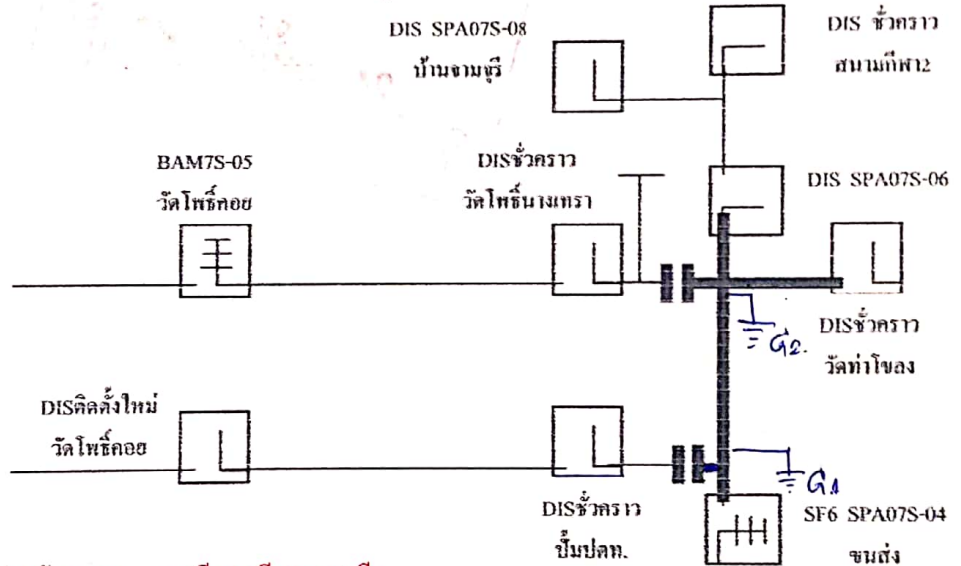 DIS SPA07S-08
บ้านจามจุรี
DIS ชั่วคราว
สนามกีฬา2
BAM7S-05
วัดโพธิ์คอย
DISชั่วคราว
วัดโพธิ์นางเทรา
DIS SPA07S-06
DISชั่วคราว
วัดท่าโขลง
G2.
DISติดตั้งใหม่
วัดโพธิ์คอย
DISชั่วคราว
ปั๊มปตท.
G1
SF6 SPA07S-04
ขนส่ง